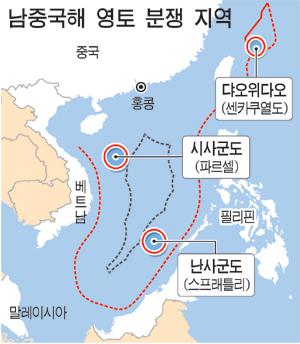 남중국해 영토 분쟁 지역
중국
홍콩
댜오위다오
(센카쿠열도)
시사군도
(파르셀)
베트남
필리핀
난사군도
(스프래틀리)
말레이시아